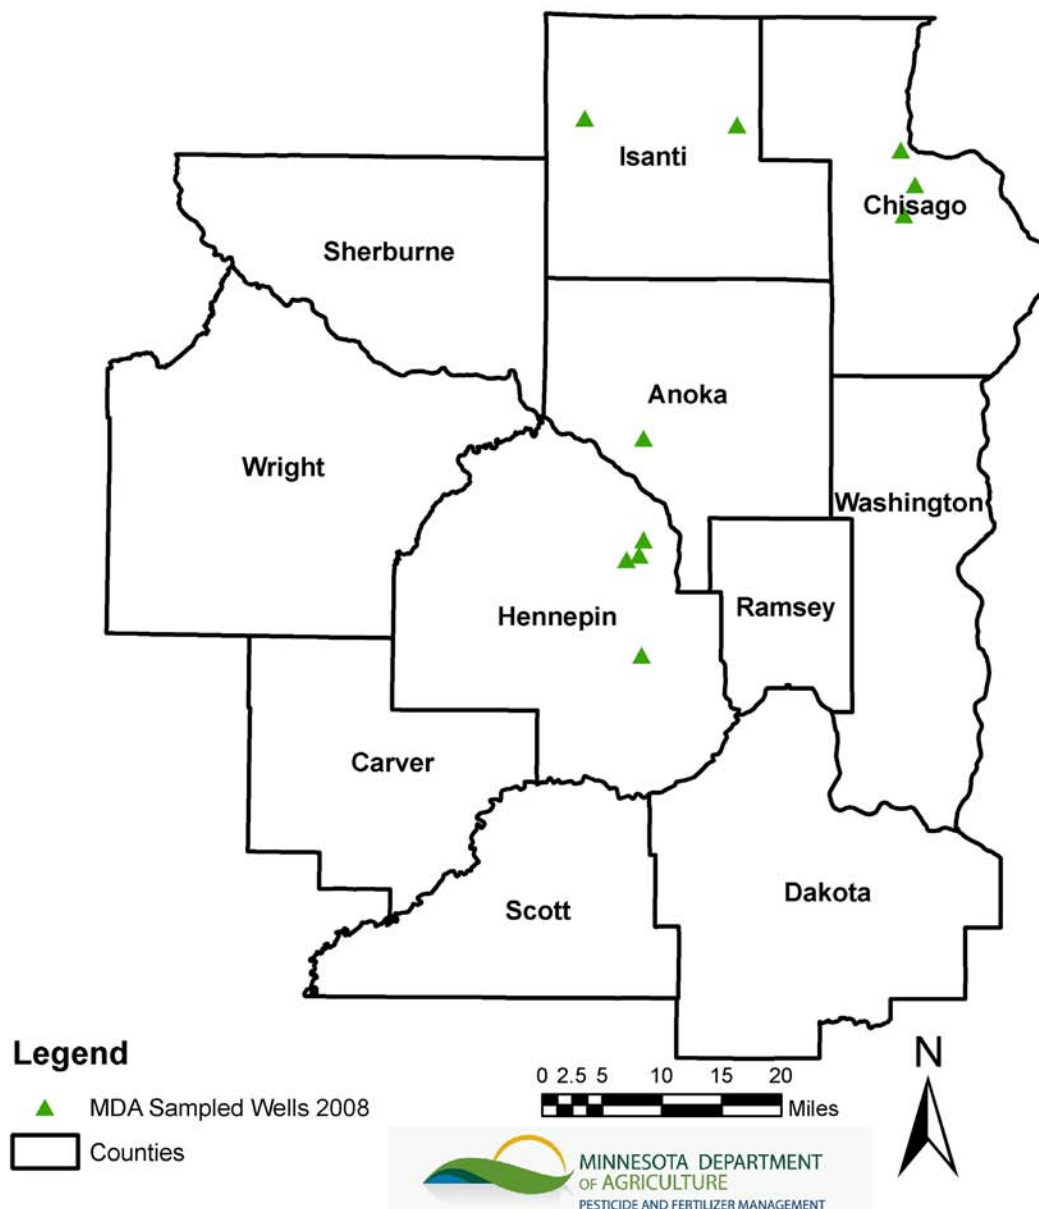 Isanti
Chisago
Sherburne
Anoka
Wright
Washington
Hennepin
Ramsey
Carver
Dakota
Scott
Legend
MDA Sampled Wells 2008
Counties
0 2.5 5 10 15 20
Miles
N
MINNESOTA DEPARTMENT
OF AGRICULTURE
PESTICIDE AND FERTILIZER MANAGEMENT